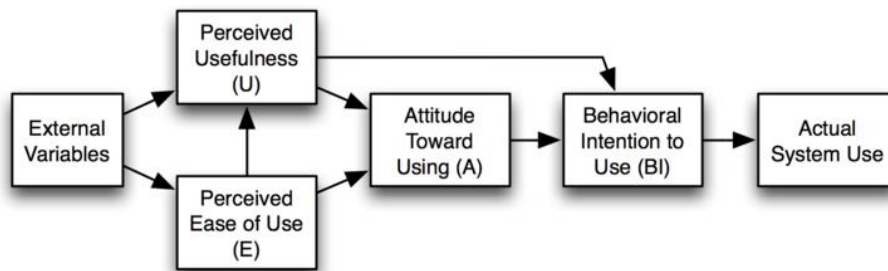 External
Variables
Perceived
Usefulness
(U)
Perceived
Ease of Use
(E)
Attitude
Toward
Using (A)
Behavioral
Intention to
Use (BI)
Actual
System Use